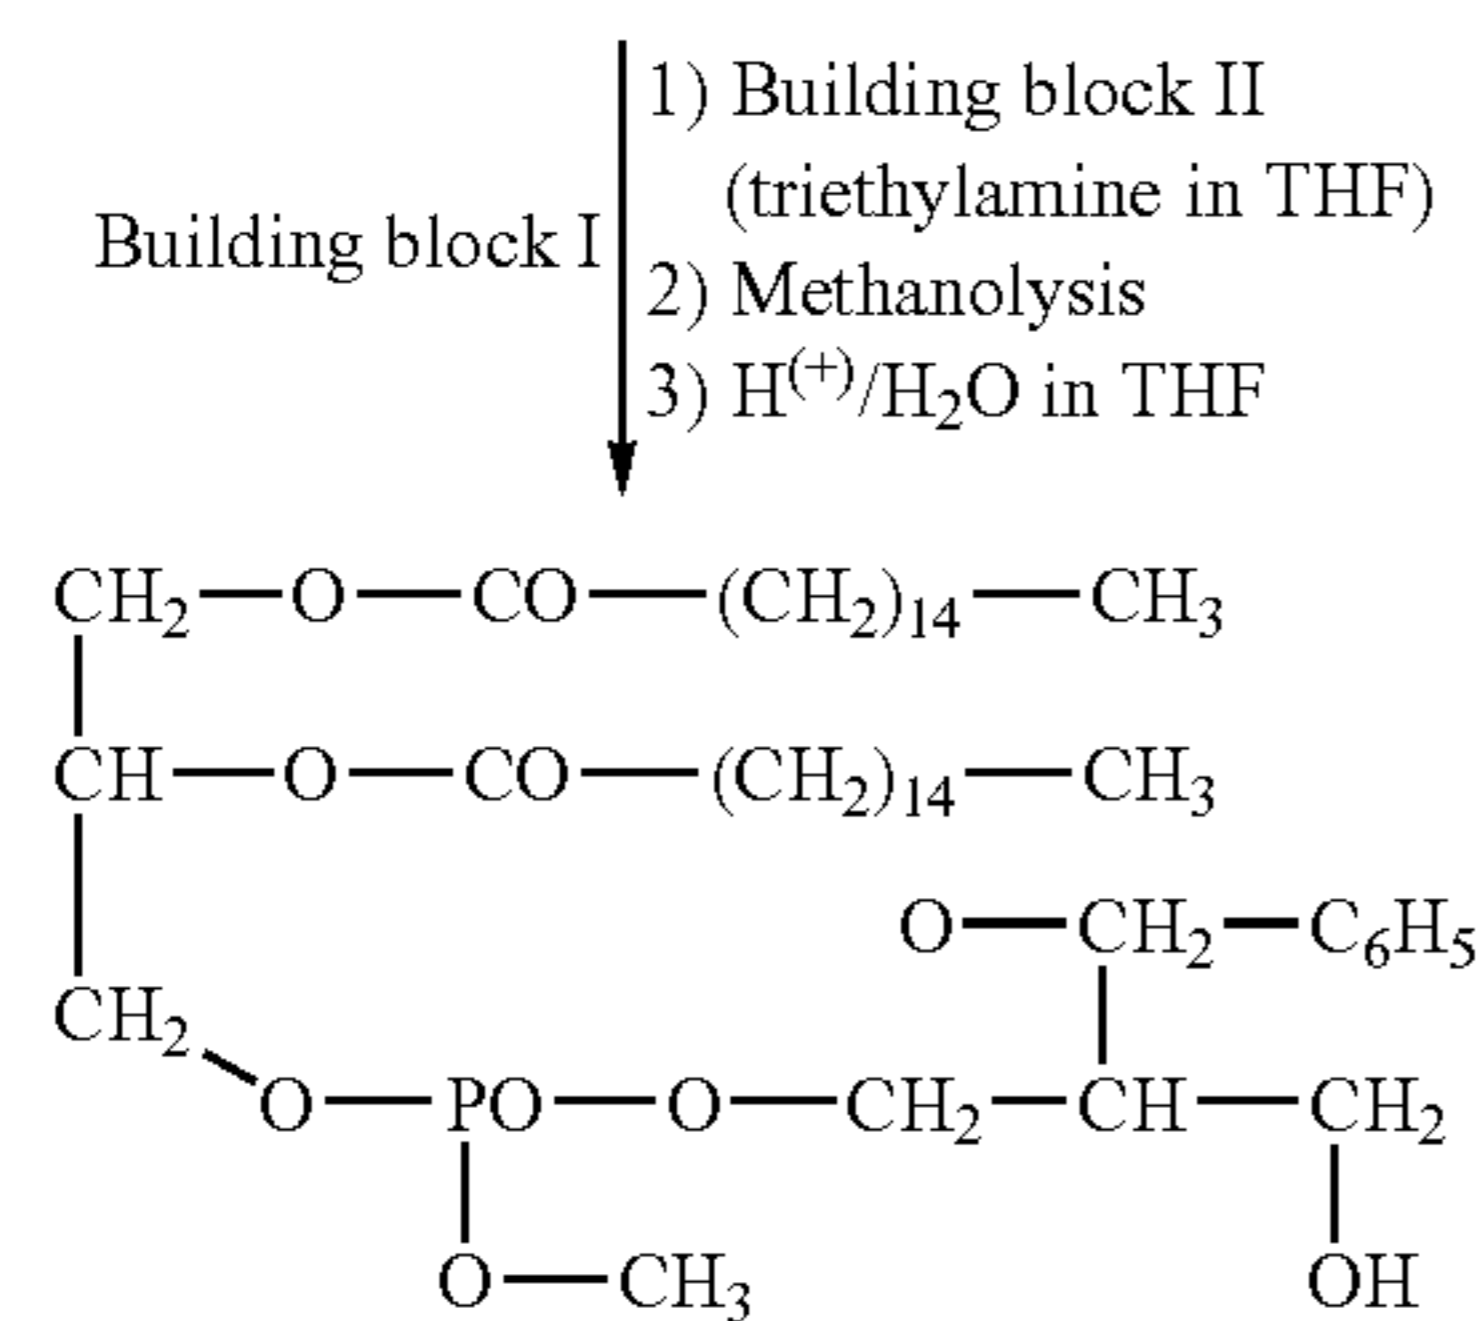 1) Building block II
(triethylamine in THF)
Building block I
2) Methanolysis
3) H(+)/H2O in THF
CH2—O—CO—(CH2)14—CH3
CH—O—CO—(CH2)14—CH3
O—CH2—C6H5
CH2
O—PO—O—CH2—CH—CH2
O—CH3
OH